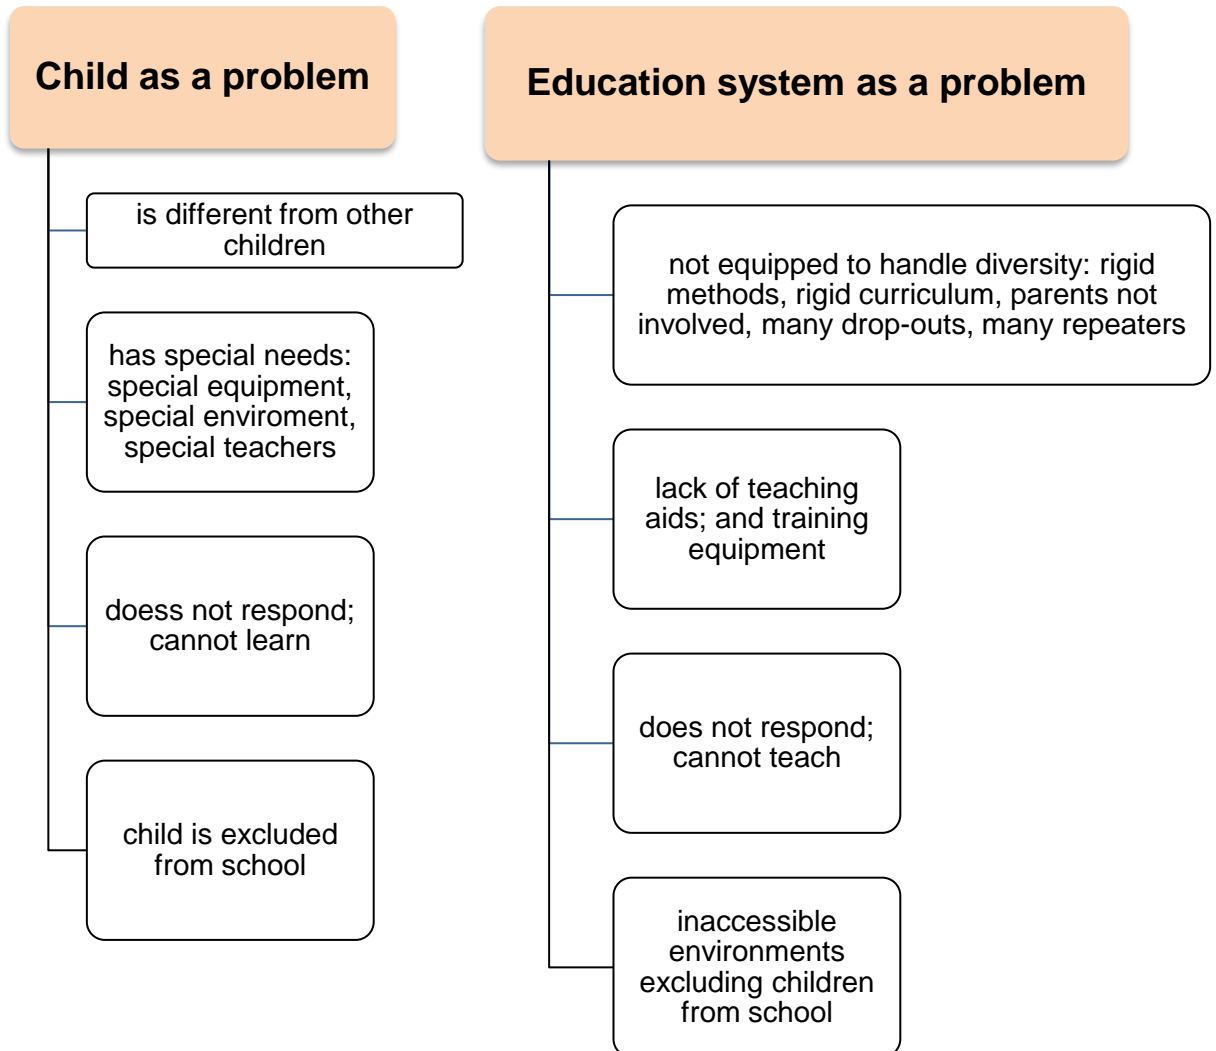 Child as a problem
is different from other
children
has special needs:
special equipment,
special enviroment,
special teachers
doess not respond;
cannot learn
child is excluded
from school
Education system as a problem
not equipped to handle diversity: rigid
methods, rigid curriculum, parents not
involved, many drop-outs, many repeaters
lack of teaching
aids; and training
equipment
does not respond;
cannot teach
inaccessible
environments
excluding children
from school